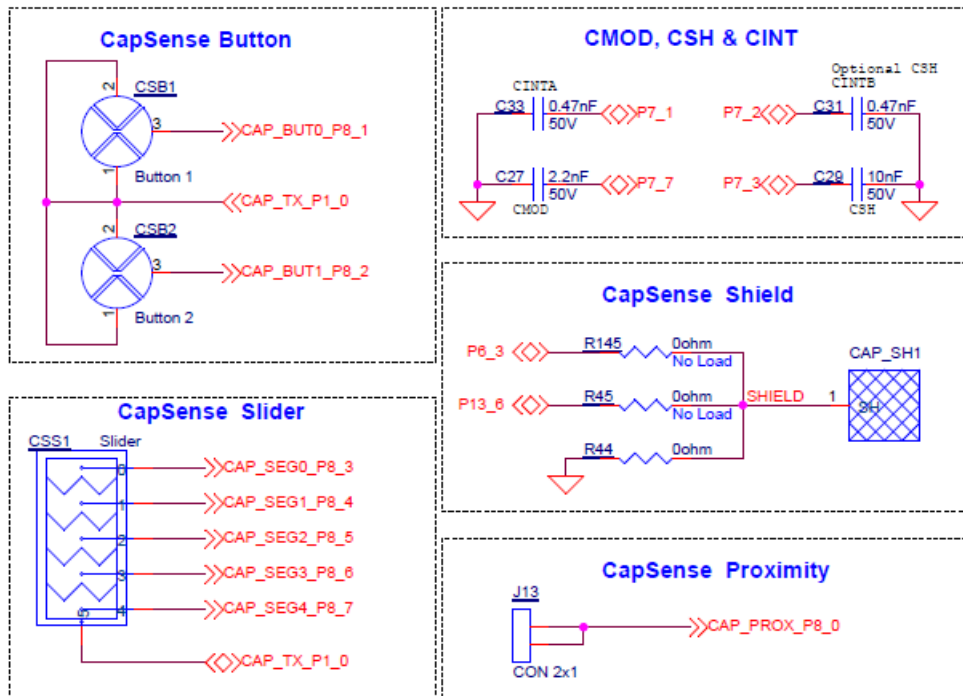 CapSense Button
2
CSB1
3
CAP_BUT0_P8_1
1
Button 1
CAP_TX_P1_0
2
CSB2
3
CAP_BUT1_P8_2
1
Button 2
CapSense Slider
CSS1
Slider
0
CAP_SEG0_P8_3
1
CAP_SEG1_P8_4
2
CAP_SEG2_P8_5
3
CAP_SEG3_P8_6
4
CAP_SEG4_P8_7
5
CAP_TX_P1_0
CMOD, CSH & CINT
CINTA
C33
0.47nF
50V
P7_1
Optional CSH
CINTB
P7_2
C31
0.47nF
50V
C27
2.2nF
50V
P7_7
CMOD
P7_3
C29
10nF
50V
CSH
CapSense Shield
P6_3
R145
0ohm
No Load
P13_6
R45
0ohm
No Load
R44
0ohm
SHIELD
1
CAP_SH1
SH
CapSense Proximity
J13
CAP_PROX_P8_0
CON 2x1